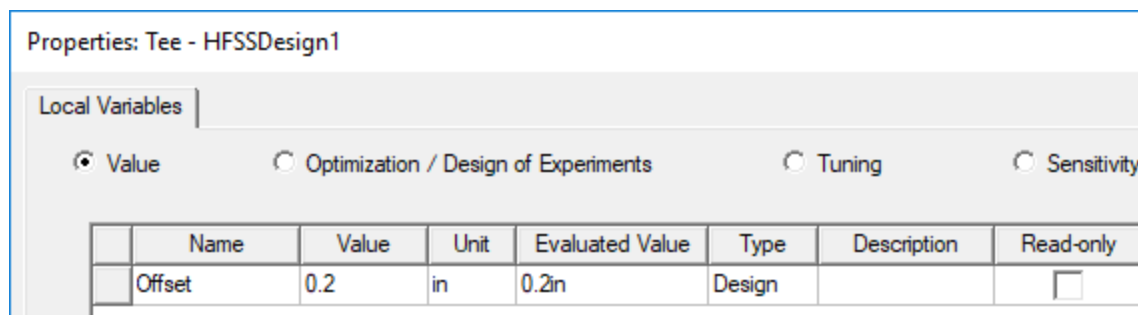 Properties: Tee - HFSSDesign1
Local Variables
Value Optimization / Design of Experiments Tuning Sensitivity
Name Value Unit Evaluated Value Type Description Read-only
Offset 0.2 in 0.2in Design